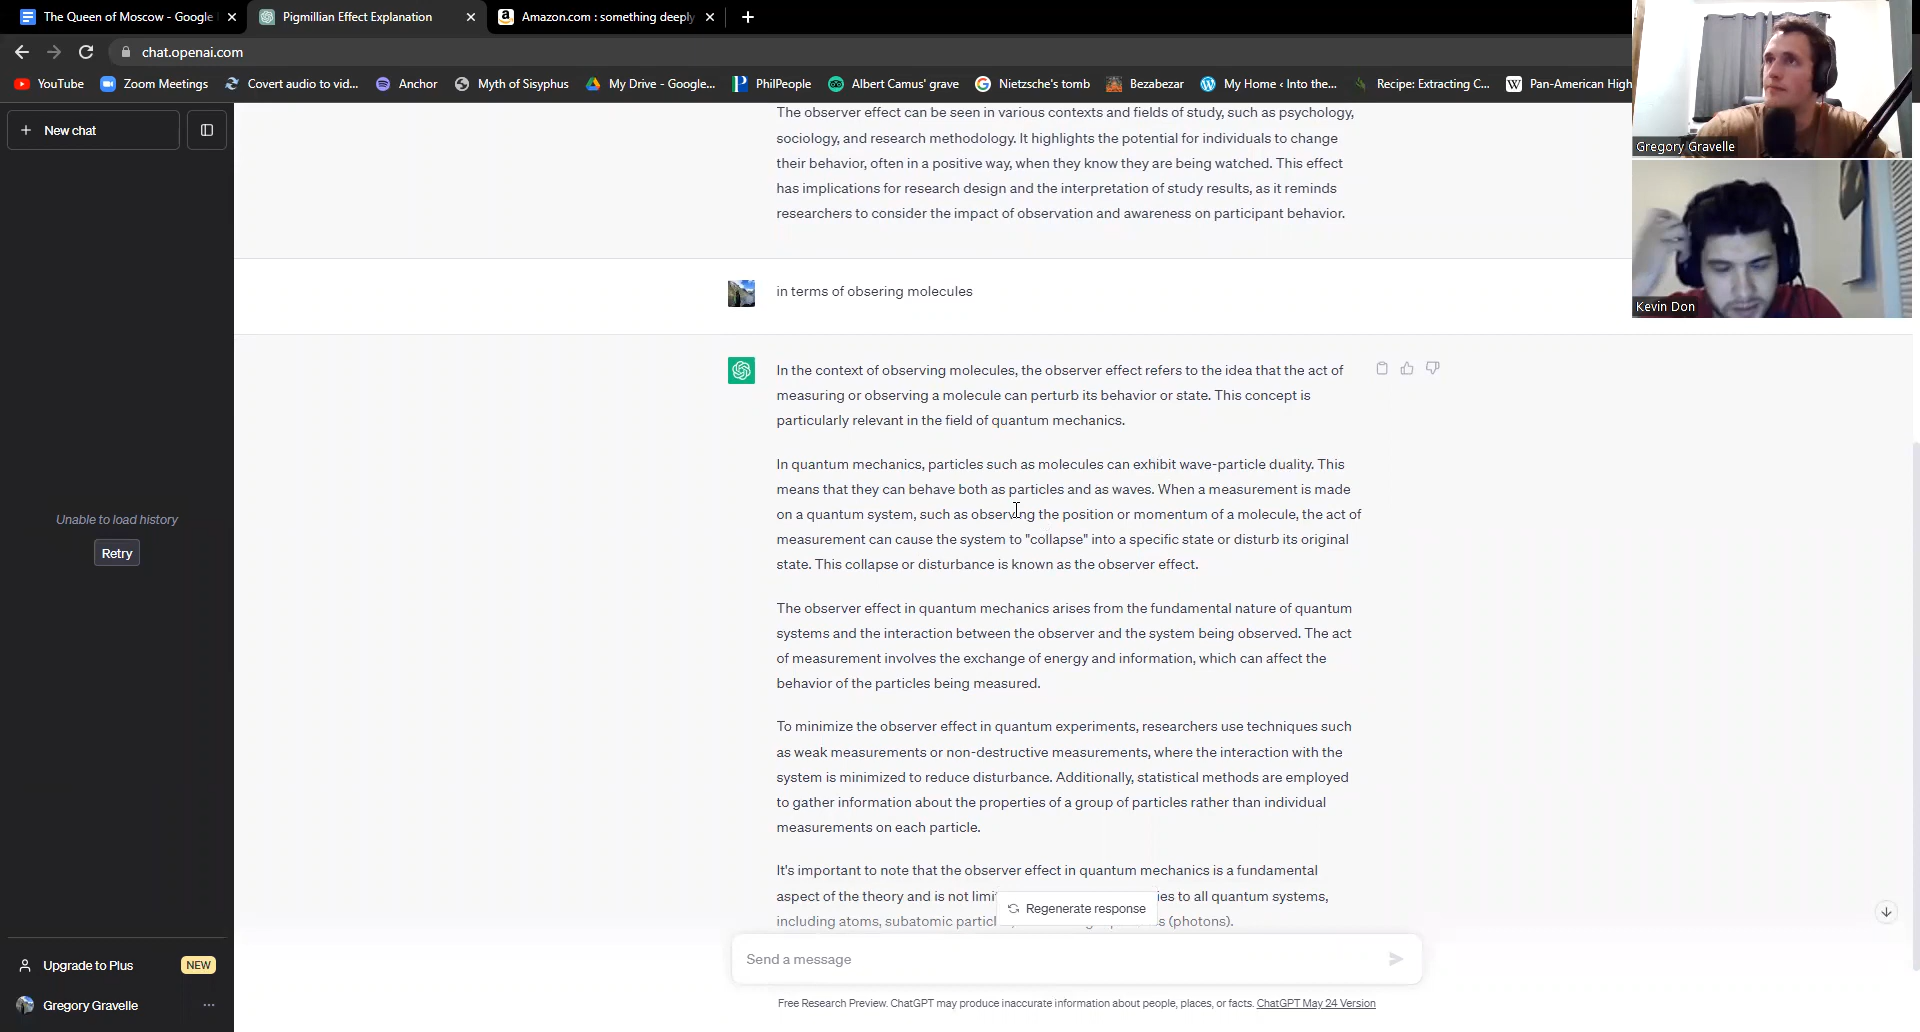 The Queen of Moscow - Google
Pigmillian Effect Explanation
Amazon.com : something deeply
chat.openai.com
YouTube
Zoom Meetings
Covert audio to vid...
Anchor
Myth of Sisyphus
My Drive - Google...
PhilPeople
Albert Camus' grave
Nietzsche's tomb
Bezabezar
My Home ‹ Into the...
Recipe: Extracting C...
Pan-American High
New chat
Unable to load history
Retry
Upgrade to Plus
NEW
Gregory Gravelle
The observer effect can be seen in various contexts and fields of study, such as psychology,
sociology, and research methodology. It highlights the potential for individuals to change
their behavior, often in a positive way, when they know they are being watched. This effect
has implications for research design and the interpretation of study results, as it reminds
researchers to consider the impact of observation and awareness on participant behavior.
in terms of obsering molecules
In the context of observing molecules, the observer effect refers to the idea that the act of
measuring or observing a molecule can perturb its behavior or state. This concept is
particularly relevant in the field of quantum mechanics.
In quantum mechanics, particles such as molecules can exhibit wave-particle duality. This
means that they can behave both as particles and as waves. When a measurement is made
on a quantum system, such as observing the position or momentum of a molecule, the act of
measurement can cause the system to "collapse" into a specific state or disturb its original
state. This collapse or disturbance is known as the observer effect.
The observer effect in quantum mechanics arises from the fundamental nature of quantum
systems and the interaction between the observer and the system being observed. The act
of measurement involves the exchange of energy and information, which can affect the
behavior of the particles being measured.
To minimize the observer effect in quantum experiments, researchers use techniques such
as weak measurements or non-destructive measurements, where the interaction with the
system is minimized to reduce disturbance. Additionally, statistical methods are employed
to gather information about the properties of a group of particles rather than individual
measurements on each particle.
It's important to note that the observer effect in quantum mechanics is a fundamental
aspect of the theory and is not to all quantum systems,
including atoms, subatomic (photons).
Regenerate response
Send a message
Free Research Preview. ChatGPT may produce inaccurate information about people, places, or facts. ChatGPT May 24 Version
Gregory Gravelle
Kevin Don